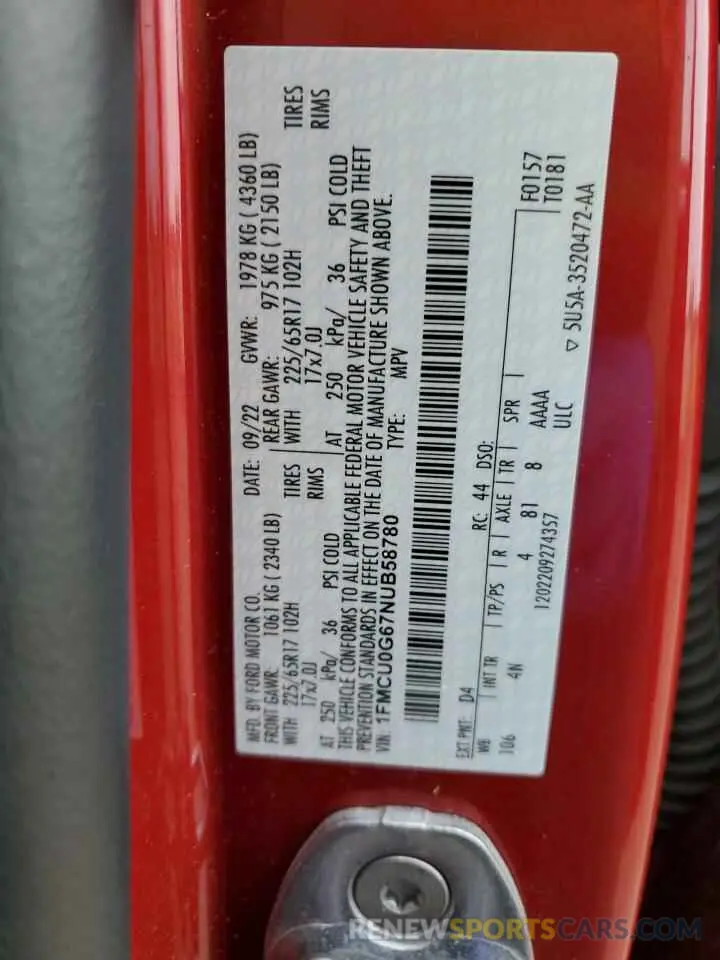 MFD. BY FORD MOTOR CO. DATE: 09/22 GVWR: 1978 KG ( 4360 LB)
FRONT GAWR: 1061 KG ( 2340 LB) REAR GAWR: 975 KG ( 2150 LB)
WITH 225/65R17 102H TIRES WITH 225/65R17 102H TIRES
17x7.0J RIMS 17x7.0J RIMS
AT 250 kPa/ 36 PSI COLD AT 250 kPa/ 36 PSI COLD
THIS VEHICLE CONFORMS TO ALL APPLICABLE FEDERAL MOTOR VEHICLE SAFETY AND THEFT
PREVENTION STANDARDS IN EFFECT ON THE DATE OF MANUFACTURE SHOWN ABOVE.
VIN: 1FMCU0G67NUB58780 TYPE: MPV
EXT PNT: D4 RC: 44 DSO: F0157
WB | INT TR | TP/PS | R | AXLE | TR | SPR | T0181
106 4N 4 81 8 AAAA
1202209274357 ULC ▽ 5U5A-3520472-AA
RENEWSPORTSCARS.COM